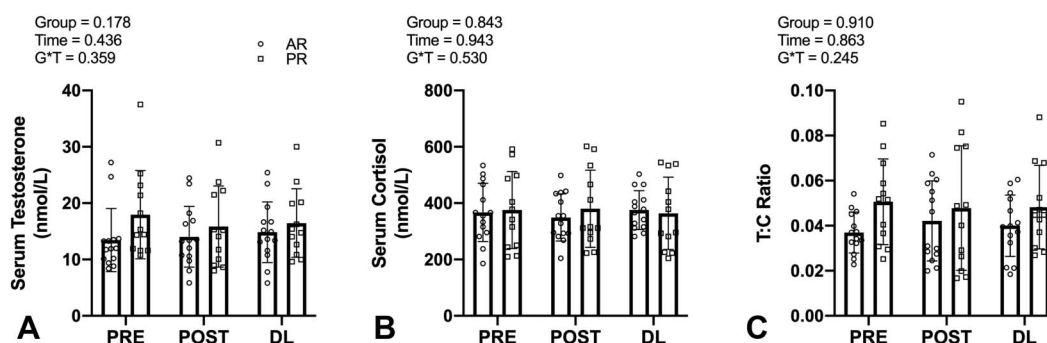 Group = 0.178
Time = 0.436
G*T = 0.359
AR
PR
Serum Testosterone
(nmol/L)
40
30
20
10
0
PRE
POST
DL
A
Group = 0.843
Time = 0.943
G*T = 0.530
Serum Cortisol
(nmol/L)
800
600
400
200
0
PRE
POST
DL
B
Group = 0.910
Time = 0.863
G*T = 0.245
T:C Ratio
0.10
0.08
0.06
0.04
0.02
0.00
PRE
POST
DL
C